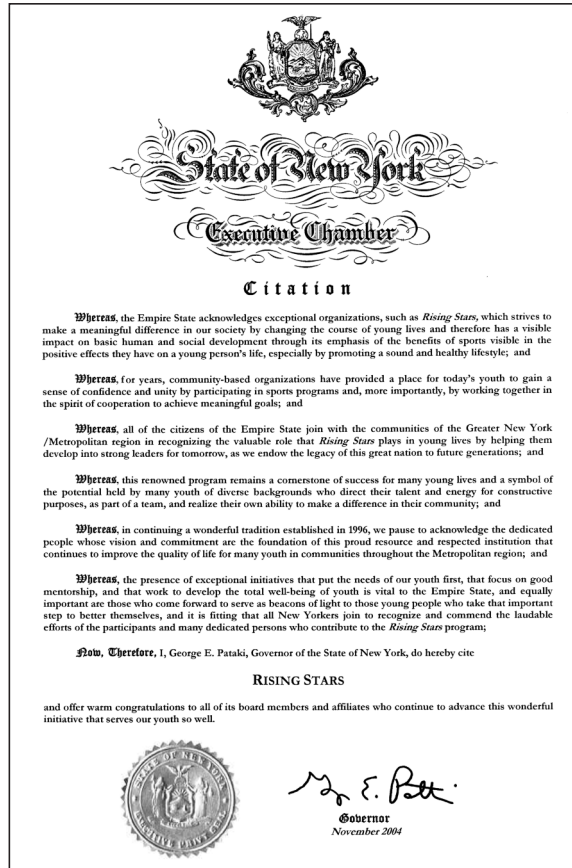 State of New York
Executive Chamber
Citation
Whereas, the Empire State acknowledges exceptional organizations, such as Rising Stars, which strives to
make a meaningful difference in our society by changing the course of young lives and therefore has a visible
impact on basic human and social development through its emphasis of the benefits of sports visible in the
positive effects they have on a young person's life, especially by promoting a sound and healthy lifestyle; and
Whereas, for years, community-based organizations have provided a place for today's youth to gain a
sense of confidence and unity by participating in sports programs and, more importantly, by working together in
the spirit of cooperation to achieve meaningful goals; and
Whereas, all of the citizens of the Empire State join with the communities of the Greater New York
/Metropolitan region in recognizing the valuable role that Rising Stars plays in young lives by helping them
develop into strong leaders for tomorrow, as we endow the legacy of this great nation to future generations; and
Whereas, this renowned program remains a cornerstone of success for many young lives and a symbol of
the potential held by many youth of diverse backgrounds who direct their talent and energy for constructive
purposes, as part of a team, and realize their own ability to make a difference in their community; and
Whereas, in continuing a wonderful tradition established in 1996, we pause to acknowledge the dedicated
people whose vision and commitment are the foundation of this proud resource and respected institution that
continues to improve the quality of life for many youth in communities throughout the Metropolitan region; and
Whereas, the presence of exceptional initiatives that put the needs of our youth first, that focus on good
mentorship, and that work to develop the total well-being of youth is vital to the Empire State, and equally
important are those who come forward to serve as beacons of light to those young people who take that important
step to better themselves, and it is fitting that all New Yorkers join to recognize and commend the laudable
efforts of the participants and many dedicated persons who contribute to the Rising Stars program;
Now, Therefore, I, George E. Pataki, Governor of the State of New York, do hereby cite
RISING STARS
and offer warm congratulations to all of its board members and affiliates who continue to advance this wonderful
initiative that serves our youth so well.
STATE OF NEW YORK
Governor
November 2004